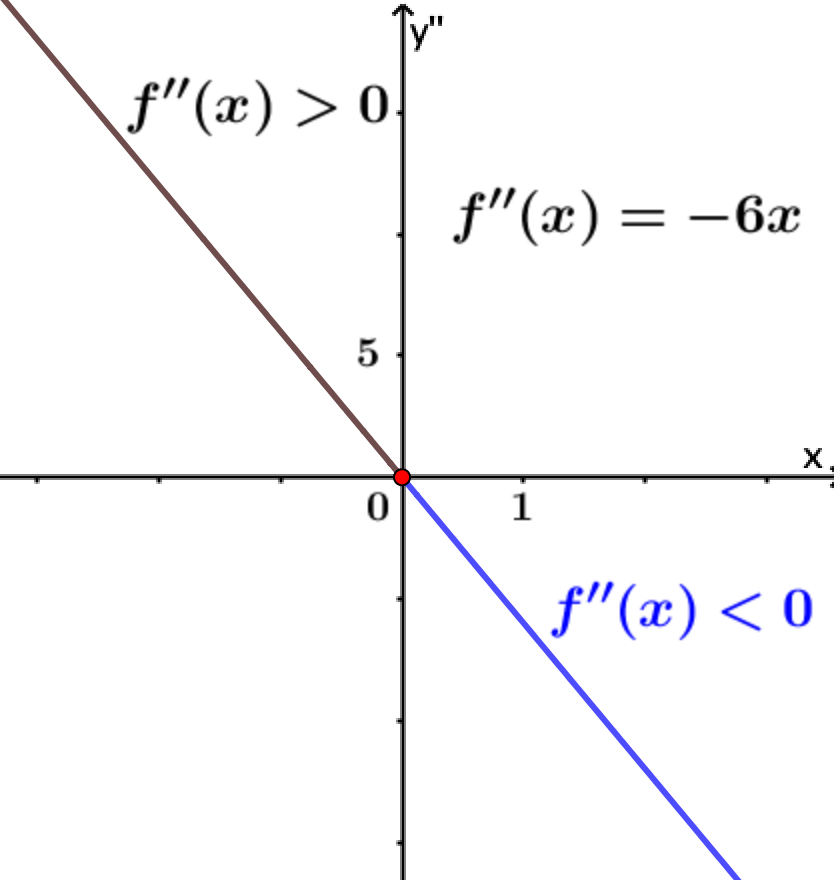 y"
f''(x) > 0
f''(x) = −6x
5
x
0
1
f''(x) < 0